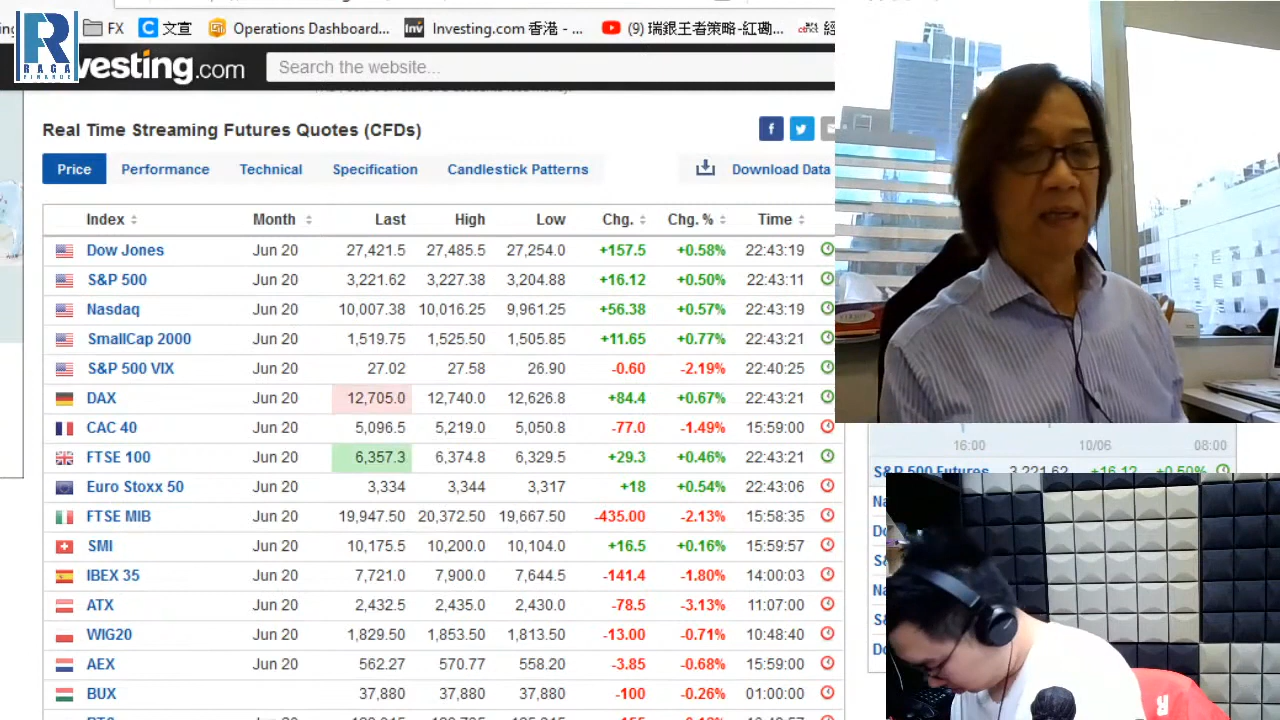 FX 文宣 Operations Dashboard... Inv Investing.com 香港 - ... (9) 瑞銀王者策略-紅磡... 經
R
RAGA
FINANCE
vesting.com Search the website...
Real Time Streaming Futures Quotes (CFDs)
Price Performance Technical Specification Candlestick Patterns Download Data
Index Month Last High Low Chg. Chg. % Time
Dow Jones Jun 20 27,421.5 27,485.5 27,254.0 +157.5 +0.58% 22:43:19
S&P 500 Jun 20 3,221.62 3,227.38 3,204.88 +16.12 +0.50% 22:43:11
Nasdaq Jun 20 10,007.38 10,016.25 9,961.25 +56.38 +0.57% 22:43:19
SmallCap 2000 Jun 20 1,519.75 1,525.50 1,505.85 +11.65 +0.77% 22:43:21
S&P 500 VIX Jun 20 27.02 27.58 26.90 -0.60 -2.19% 22:40:25
DAX Jun 20 12,705.0 12,740.0 12,626.8 +84.4 +0.67% 22:43:21
CAC 40 Jun 20 5,096.5 5,219.0 5,050.8 -77.0 -1.49% 15:59:00
FTSE 100 Jun 20 6,357.3 6,374.8 6,329.5 +29.3 +0.46% 22:43:21
Euro Stoxx 50 Jun 20 3,334 3,344 3,317 +18 +0.54% 22:43:06
FTSE MIB Jun 20 19,947.50 20,372.50 19,667.50 -435.00 -2.13% 15:58:35
SMI Jun 20 10,175.5 10,200.0 10,104.0 +16.5 +0.16% 15:59:57
IBEX 35 Jun 20 7,721.0 7,900.0 7,644.5 -141.4 -1.80% 14:00:03
ATX Jun 20 2,432.5 2,435.0 2,430.0 -78.5 -3.13% 11:07:00
WIG20 Jun 20 1,829.50 1,853.50 1,813.50 -13.00 -0.71% 10:48:40
AEX Jun 20 562.27 570.77 558.20 -3.85 -0.68% 15:59:00
BUX 37,880 37,880 37,880 -100 -0.26% 01:00:00
16:00 10/06 08:00
S&P 500 Futures 3,221.62 +16.12 +0.50%
Na
Do
S&
Na
S&
Do